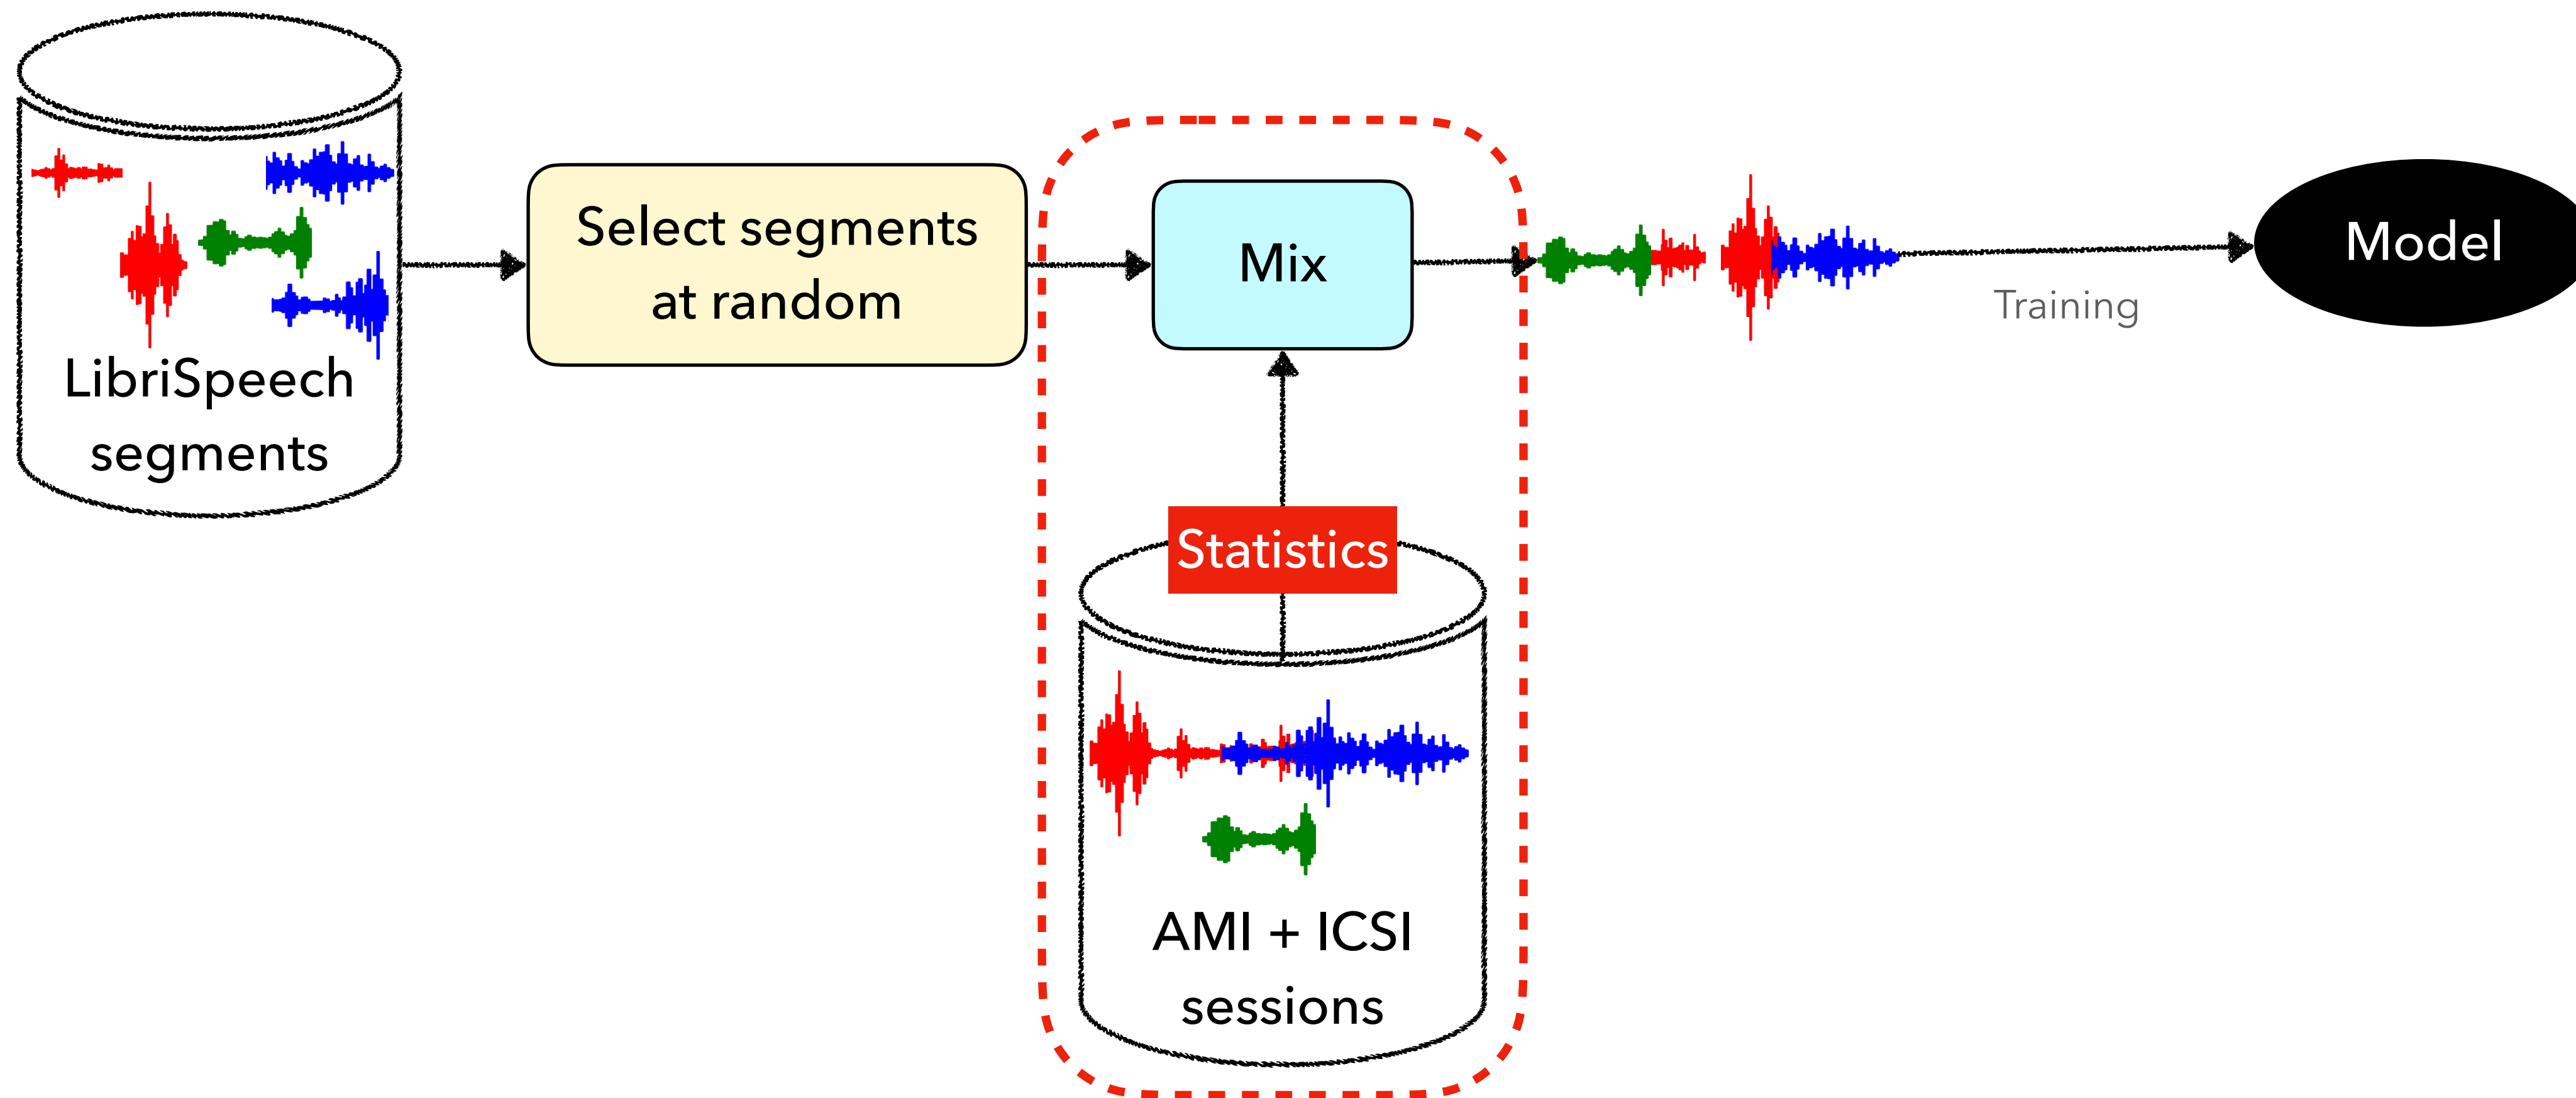 LibriSpeech
segments
Select segments
at random
Mix
Training
Model
Statistics
AMI + ICSI
sessions